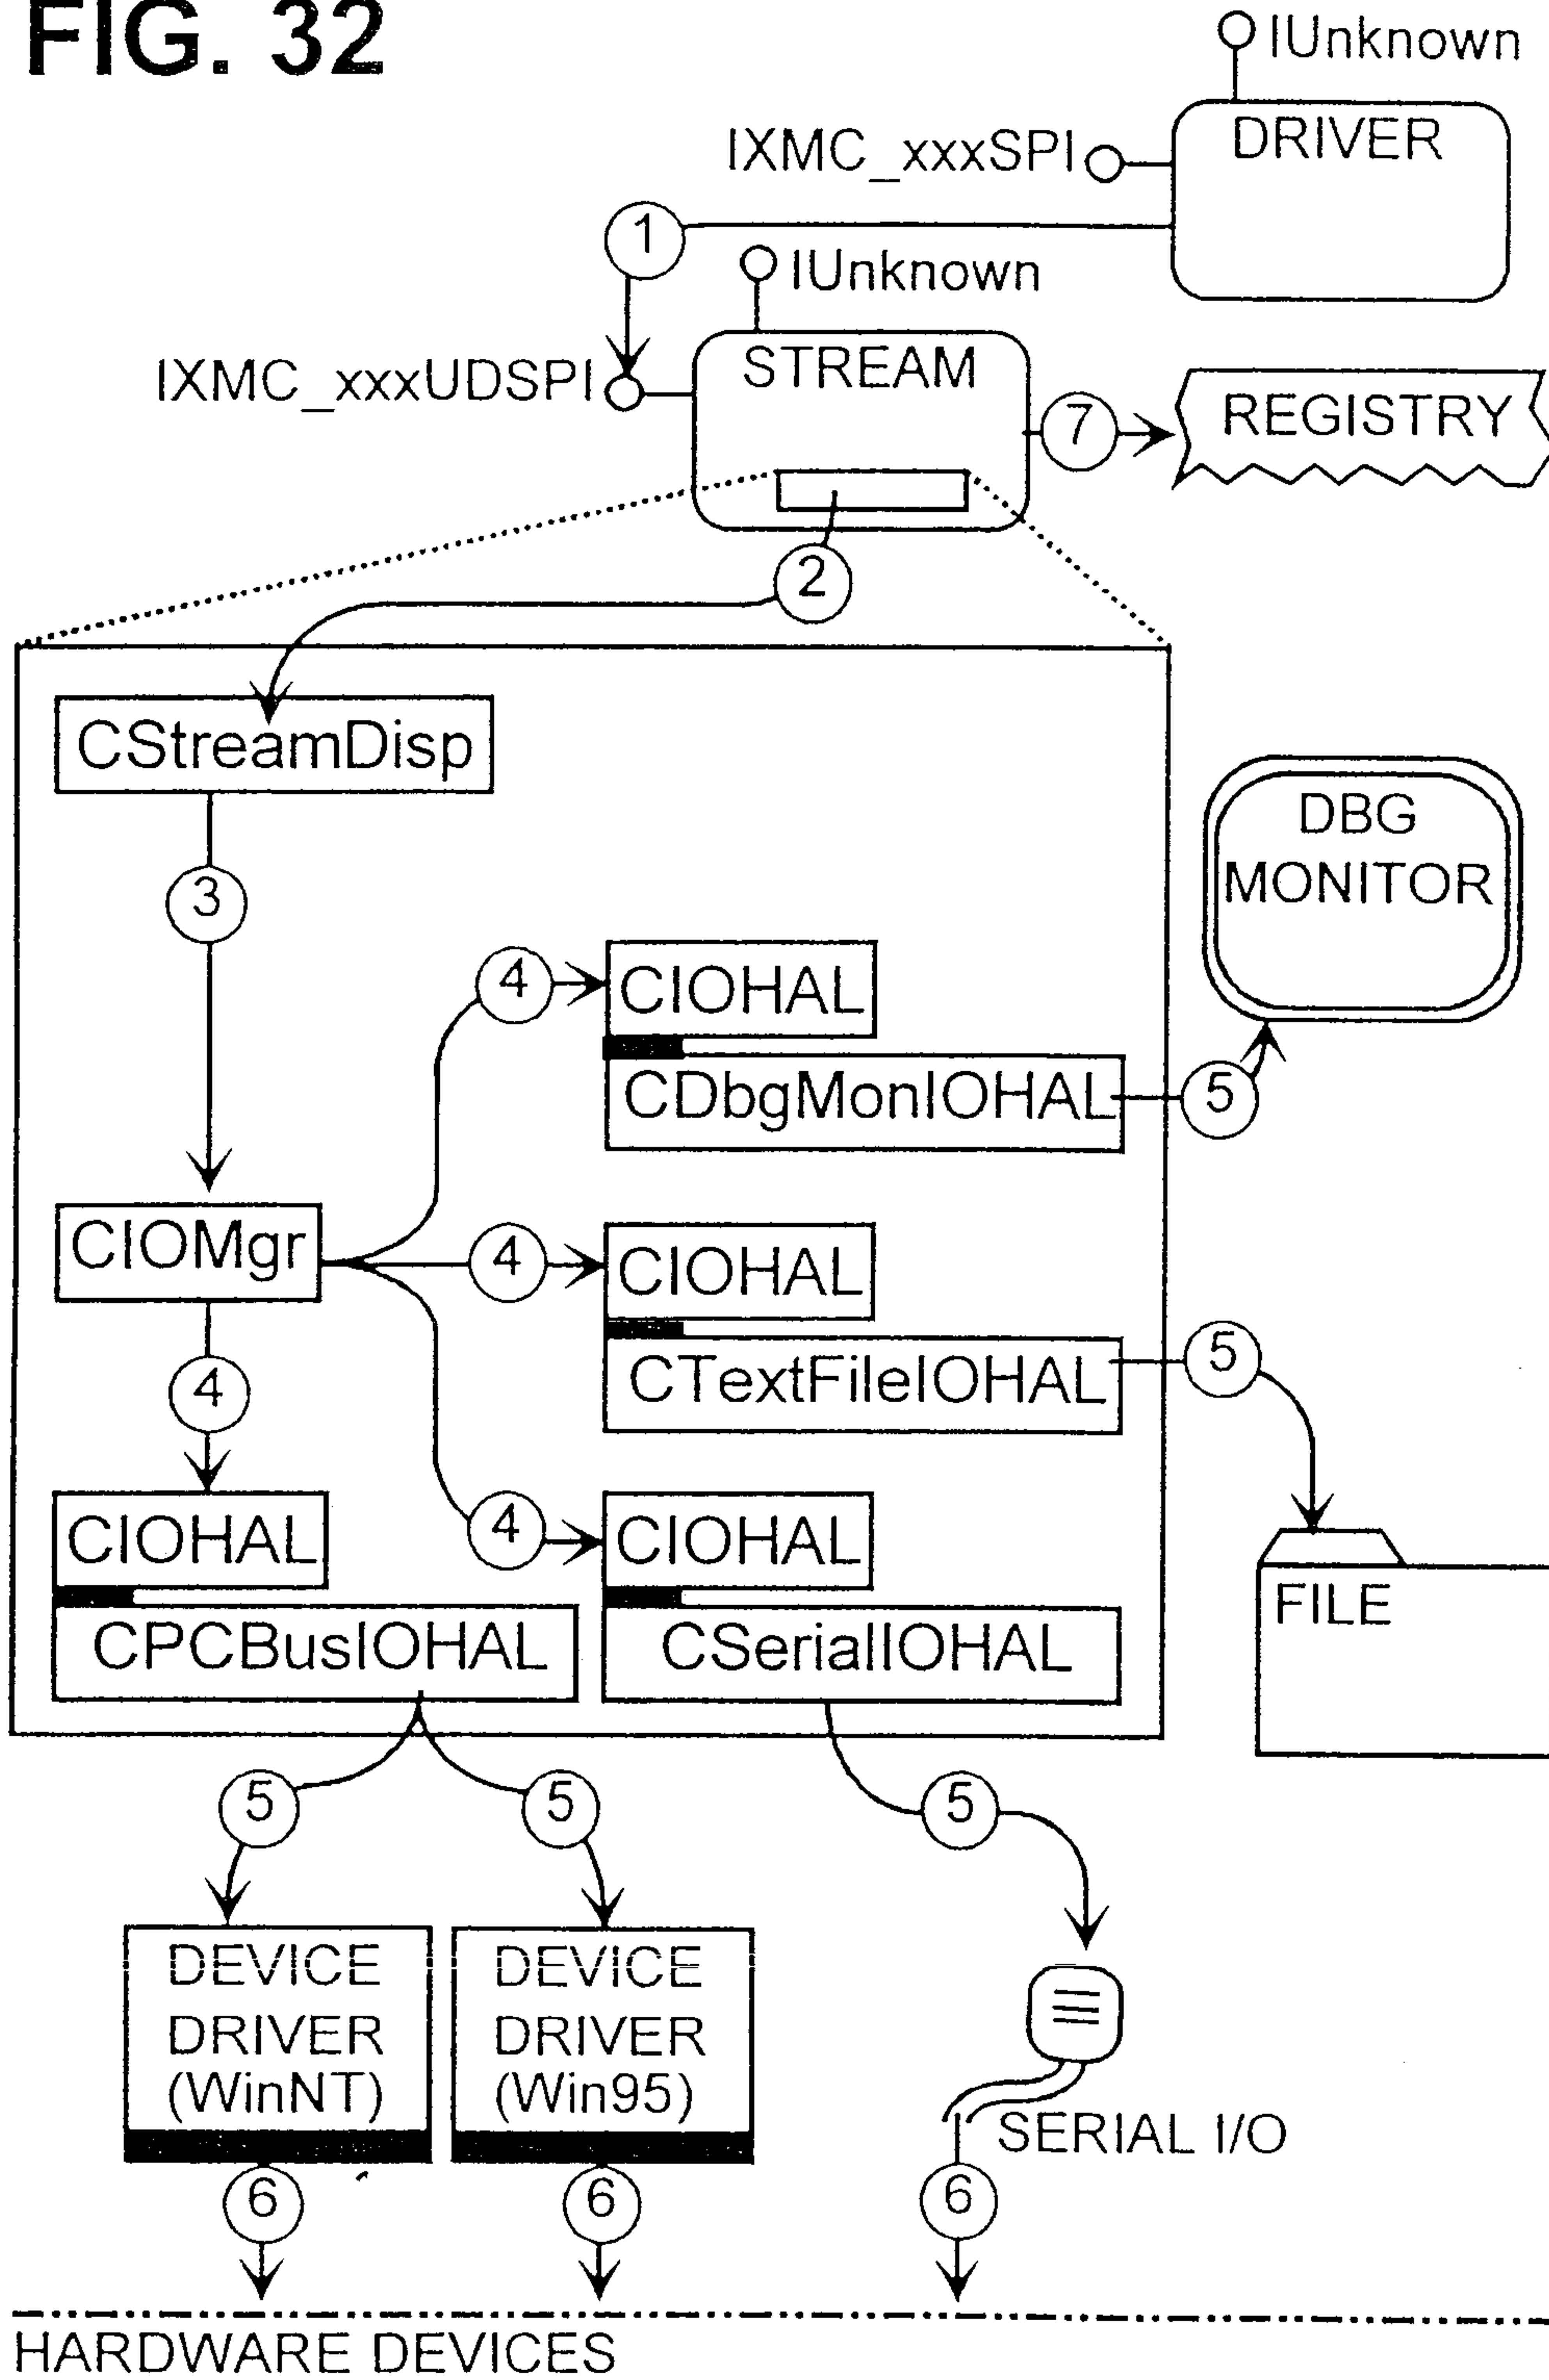 FIG. 32
IUnknown
DRIVER
IXMC_xxxSPI
1
IUnknown
IXMC_xxxUDSPI
STREAM
7
REGISTRY
2
CStreamDisp
DBG
MONITOR
3
4
CIOHAL
CDbgMonIOHAL
5
CIOMgr
4
CIOHAL
CTextFileIOHAL
5
4
CIOHAL
4
CIOHAL
FILE
CPCBusIOHAL
CSerialIOHAL
5
5
5
DEVICE
DRIVER
(WinNT)
DEVICE
DRIVER
(Win95)
SERIAL I/O
6
6
6
HARDWARE DEVICES